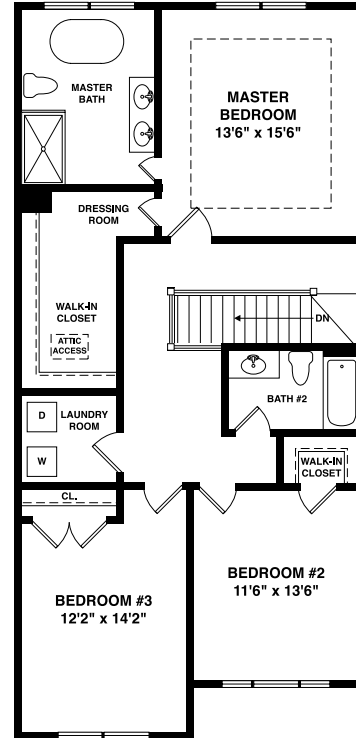 MASTER
BATH
MASTER
BEDROOM
13'6" x 15'6"
DRESSING
ROOM
WALK-IN
CLOSET
ATTIC
ACCESS
DN
BATH #2
D
LAUNDRY
ROOM
W
WALK-IN
CLOSET
CL.
BEDROOM #2
11'6" x 13'6"
BEDROOM #3
12'2" x 14'2"